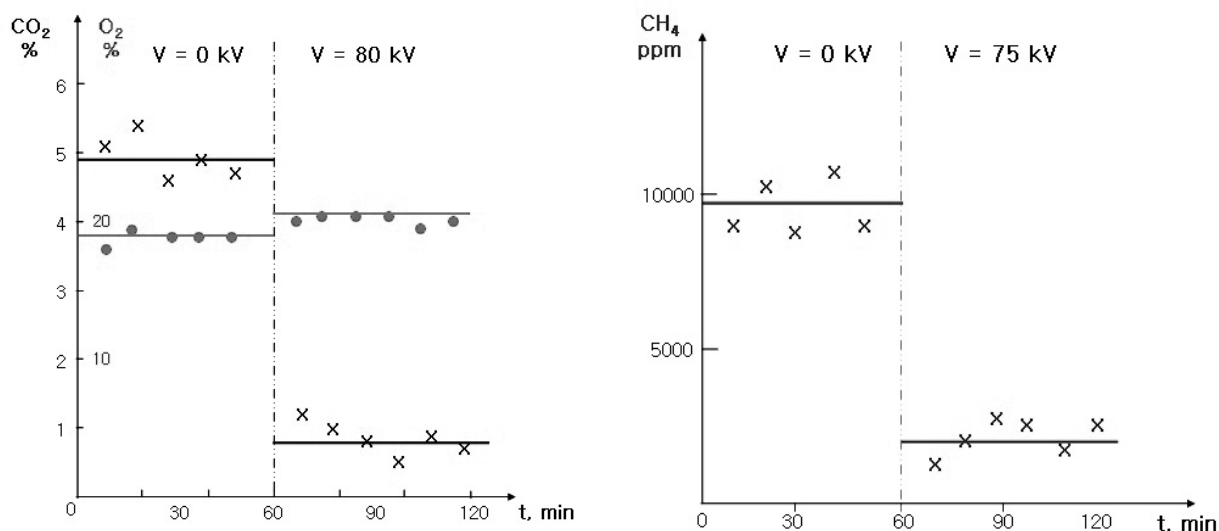 CO₂
%
O₂
%
V = 0 kV
V = 80 kV
6
5
4
20
3
2
10
1
0
30
60
90
120
t, min
CH₄
ppm
V = 0 kV
V = 75 kV
10000
5000
0
30
60
90
120
t, min